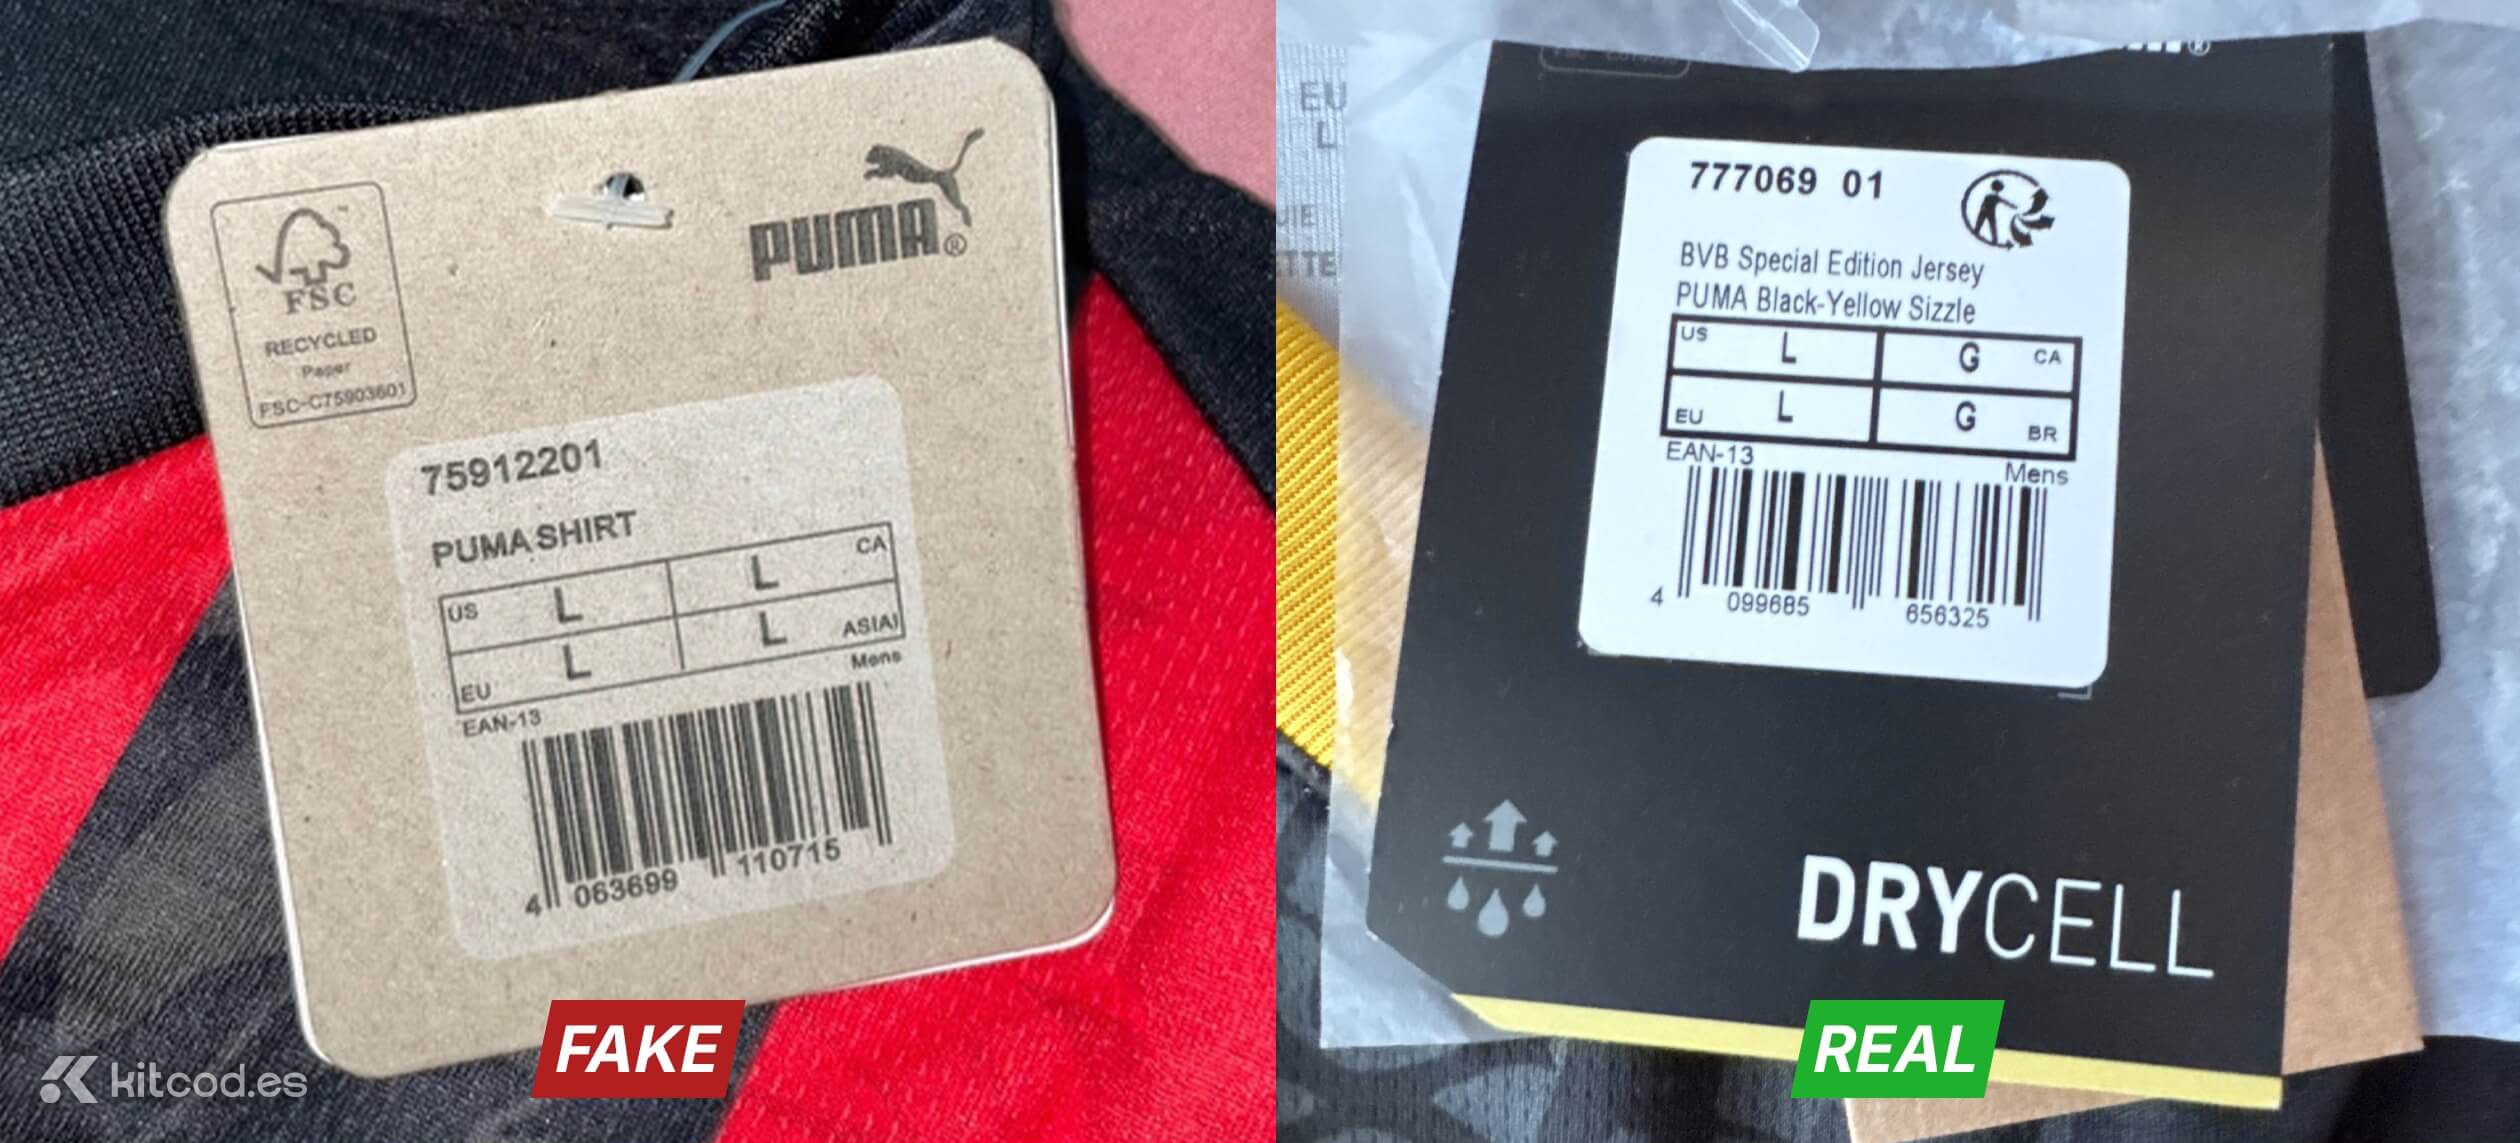 FSC
RECYCLED
Paper
FSC-C75903601
PUMA®
75912201
PUMA SHIRT
US L L CA
EU L L ASIA
Mens
EAN-13
4 063699 110715
FAKE
kitcod.es
EU
L
777069 01
BVB Special Edition Jersey
PUMA Black-Yellow Sizzle
US L G CA
EU L G BR
EAN-13
Mens
4 099685 656325
DRYCELL
REAL